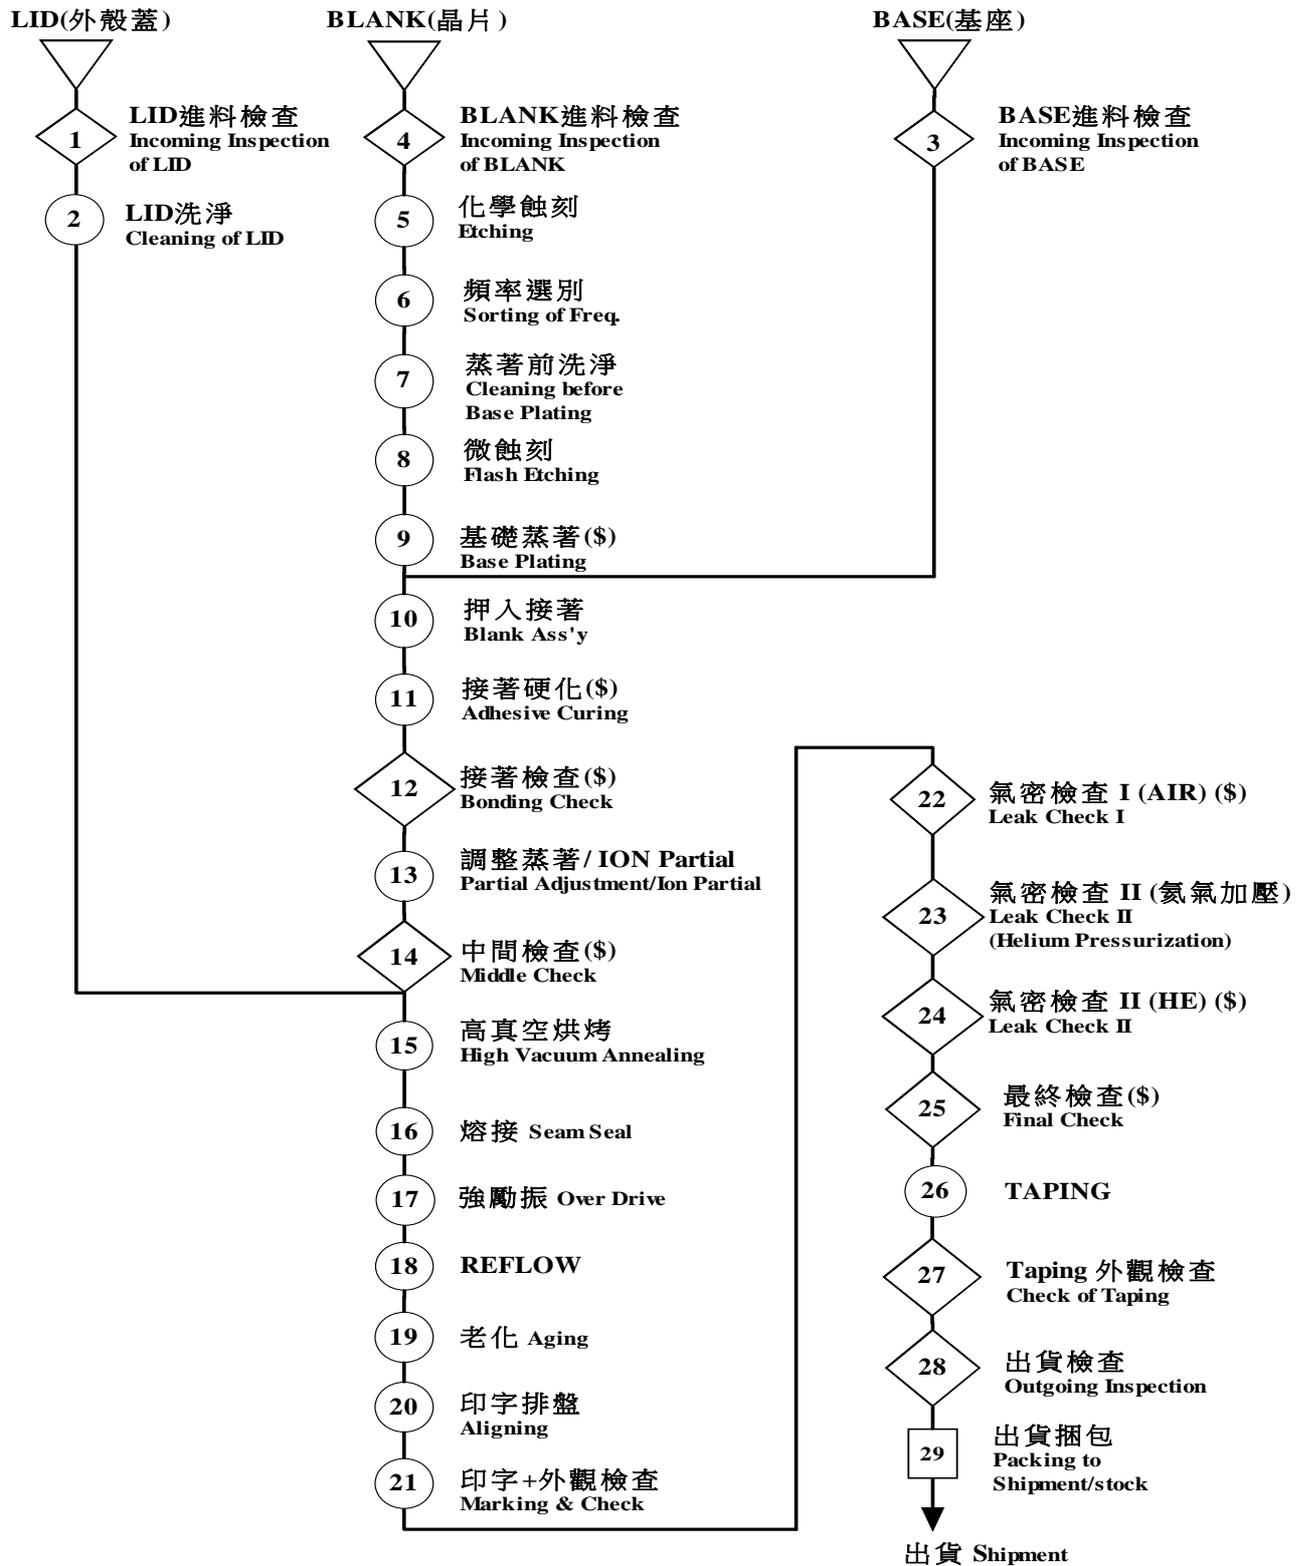 LID(外殼蓋)
BLANK(晶片)
BASE(基座)
1
LID進料檢查
Incoming Inspection
of LID
4
BLANK進料檢查
Incoming Inspection
of BLANK
3
BASE進料檢查
Incoming Inspection
of BASE
2
LID洗淨
Cleaning of LID
5
化學蝕刻
Etching
6
頻率選別
Sorting of Freq.
7
蒸著前洗淨
Cleaning before
Base Plating
8
微蝕刻
Flash Etching
9
基礎蒸著($)
Base Plating
10
押入接著
Blank Ass'y
11
接著硬化($)
Adhesive Curing
12
接著檢查($)
Bonding Check
13
調整蒸著/ ION Partial
Partial Adjustment/Ion Partial
14
中間檢查($)
Middle Check
15
高真空烘烤
High Vacuum Annealing
16
熔接 Seam Seal
17
強勵振 Over Drive
18
REFLOW
19
老化 Aging
20
印字排盤
Aligning
21
印字+外觀檢查
Marking & Check
22
氣密檢查 I (AIR) ($)
Leak Check I
23
氣密檢查 II (氦氣加壓)
Leak Check II
(Helium Pressurization)
24
氣密檢查 II (HE) ($)
Leak Check II
25
最終檢查($)
Final Check
26
TAPING
27
Taping 外觀檢查
Check of Taping
28
出貨檢查
Outgoing Inspection
29
出貨捆包
Packing to
Shipment/stock
出貨 Shipment